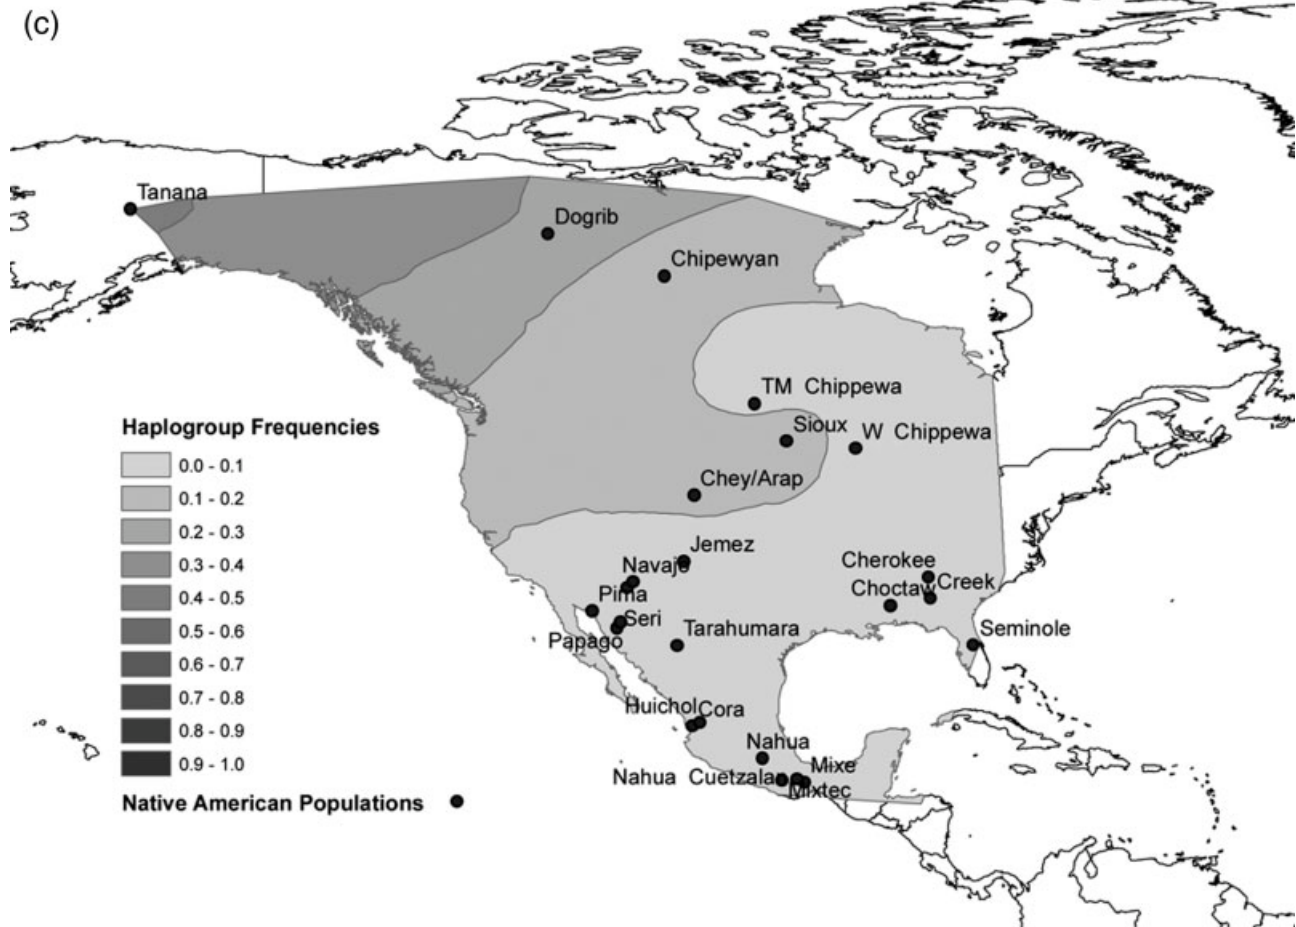 (c)
Tanana
Dogrib
Chipewyan
TM Chippewa
Sioux
W Chippewa
Chey/Arap
Haplogroup Frequencies
0.0 - 0.1
0.1 - 0.2
0.2 - 0.3
0.3 - 0.4
0.4 - 0.5
0.5 - 0.6
0.6 - 0.7
0.7 - 0.8
0.8 - 0.9
0.9 - 1.0
Native American Populations
Jemez
Navajo
Pima
Seri
Papago
Tarahumara
Cherokee
Choctaw
Creek
Seminole
Huichol
Cora
Nahua
Mixe
Nahua Cuetzalan
Mixtec